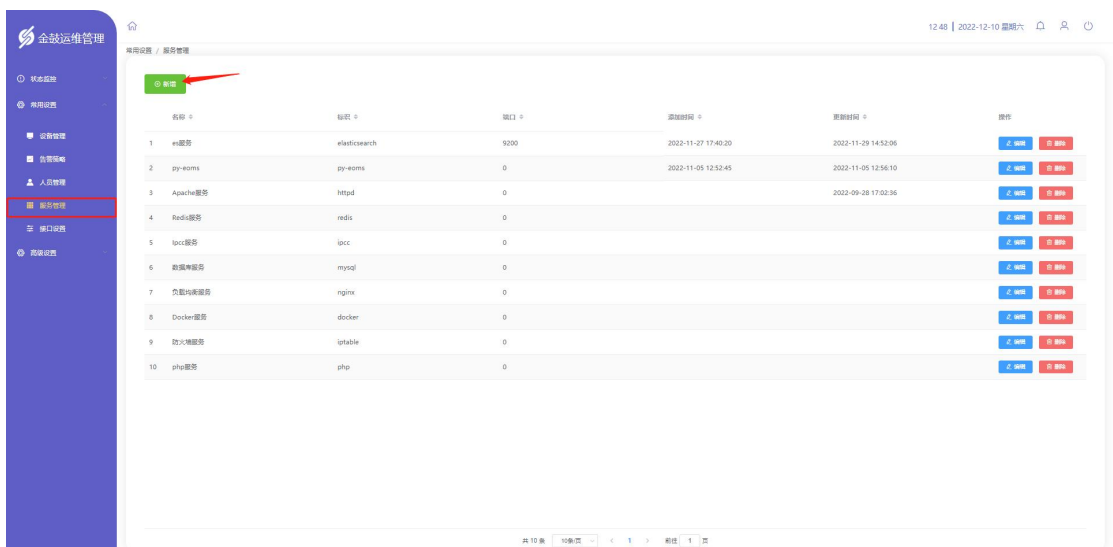 金鼓运维管理
12:48 | 2022-12-10 星期六
常用设置 / 服务管理
状态监控
常用设置
设备管理
告警策略
人员管理
服务管理
接口设置
高级设置
新增
名称 标识 端口 添加时间 更新时间 操作
1 es服务 elasticsearch 9200 2022-11-27 17:40:20 2022-11-29 14:52:06 编辑 删除
2 py-eoms py-eoms 0 2022-11-05 12:52:45 2022-11-05 12:56:10 编辑 删除
3 Apache服务 httpd 0 2022-09-28 17:02:36 编辑 删除
4 Redis服务 redis 0 编辑 删除
5 Ipcc服务 ipcc 0 编辑 删除
6 数据库服务 mysql 0 编辑 删除
7 负载均衡服务 nginx 0 编辑 删除
8 Docker服务 docker 0 编辑 删除
9 防火墙服务 iptable 0 编辑 删除
10 php服务 php 0 编辑 删除
共 10 条 10条/页 1 前往 1 页